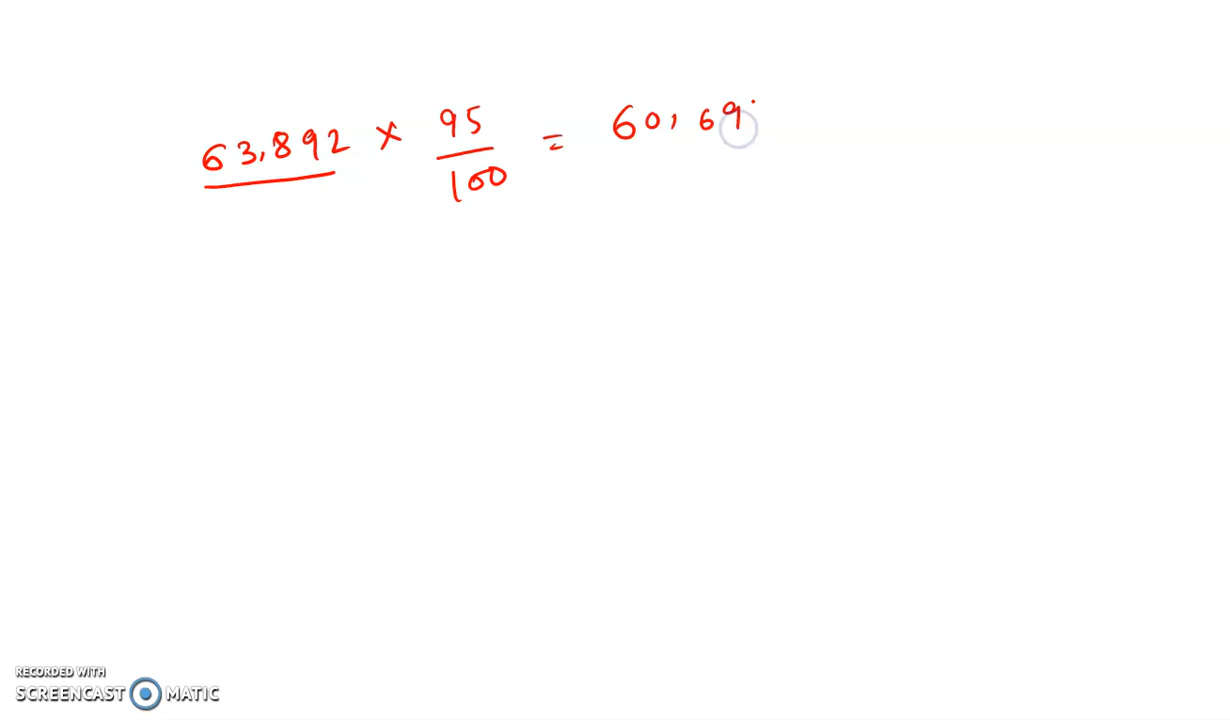 63,892 × 95/100 = 60,69
RECORDED WITH
SCREENCAST MATIC